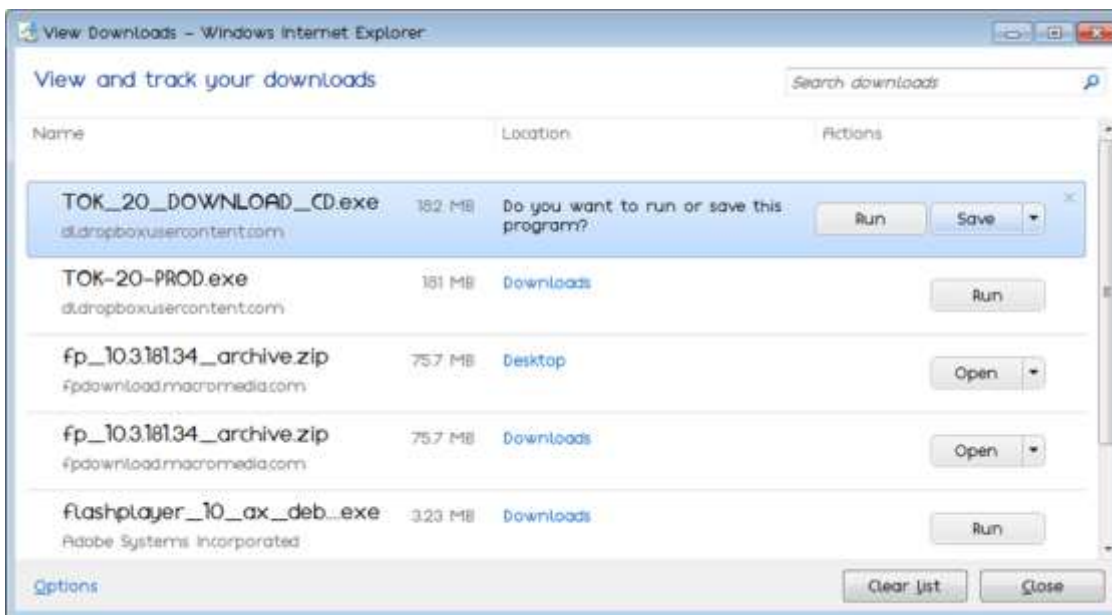 View Downloads - Windows Internet Explorer
View and track your downloads
Search downloads
Name Location Actions
TOK_20_DOWNLOAD_CD.exe 182 MB Do you want to run or save this Run Save
dl.dropboxusercontent.com program?
TOK-20-PROD.exe 181 MB Downloads Run
dl.dropboxusercontent.com
fp_10.3.181.34_archive.zip 75.7 MB Desktop Open
fpdownload.macromedia.com
fp_10.3.181.34_archive.zip 75.7 MB Downloads Open
fpdownload.macromedia.com
flashplayer_10_ax_deb...exe 3.23 MB Downloads Run
Adobe Systems Incorporated
Options Clear list Close